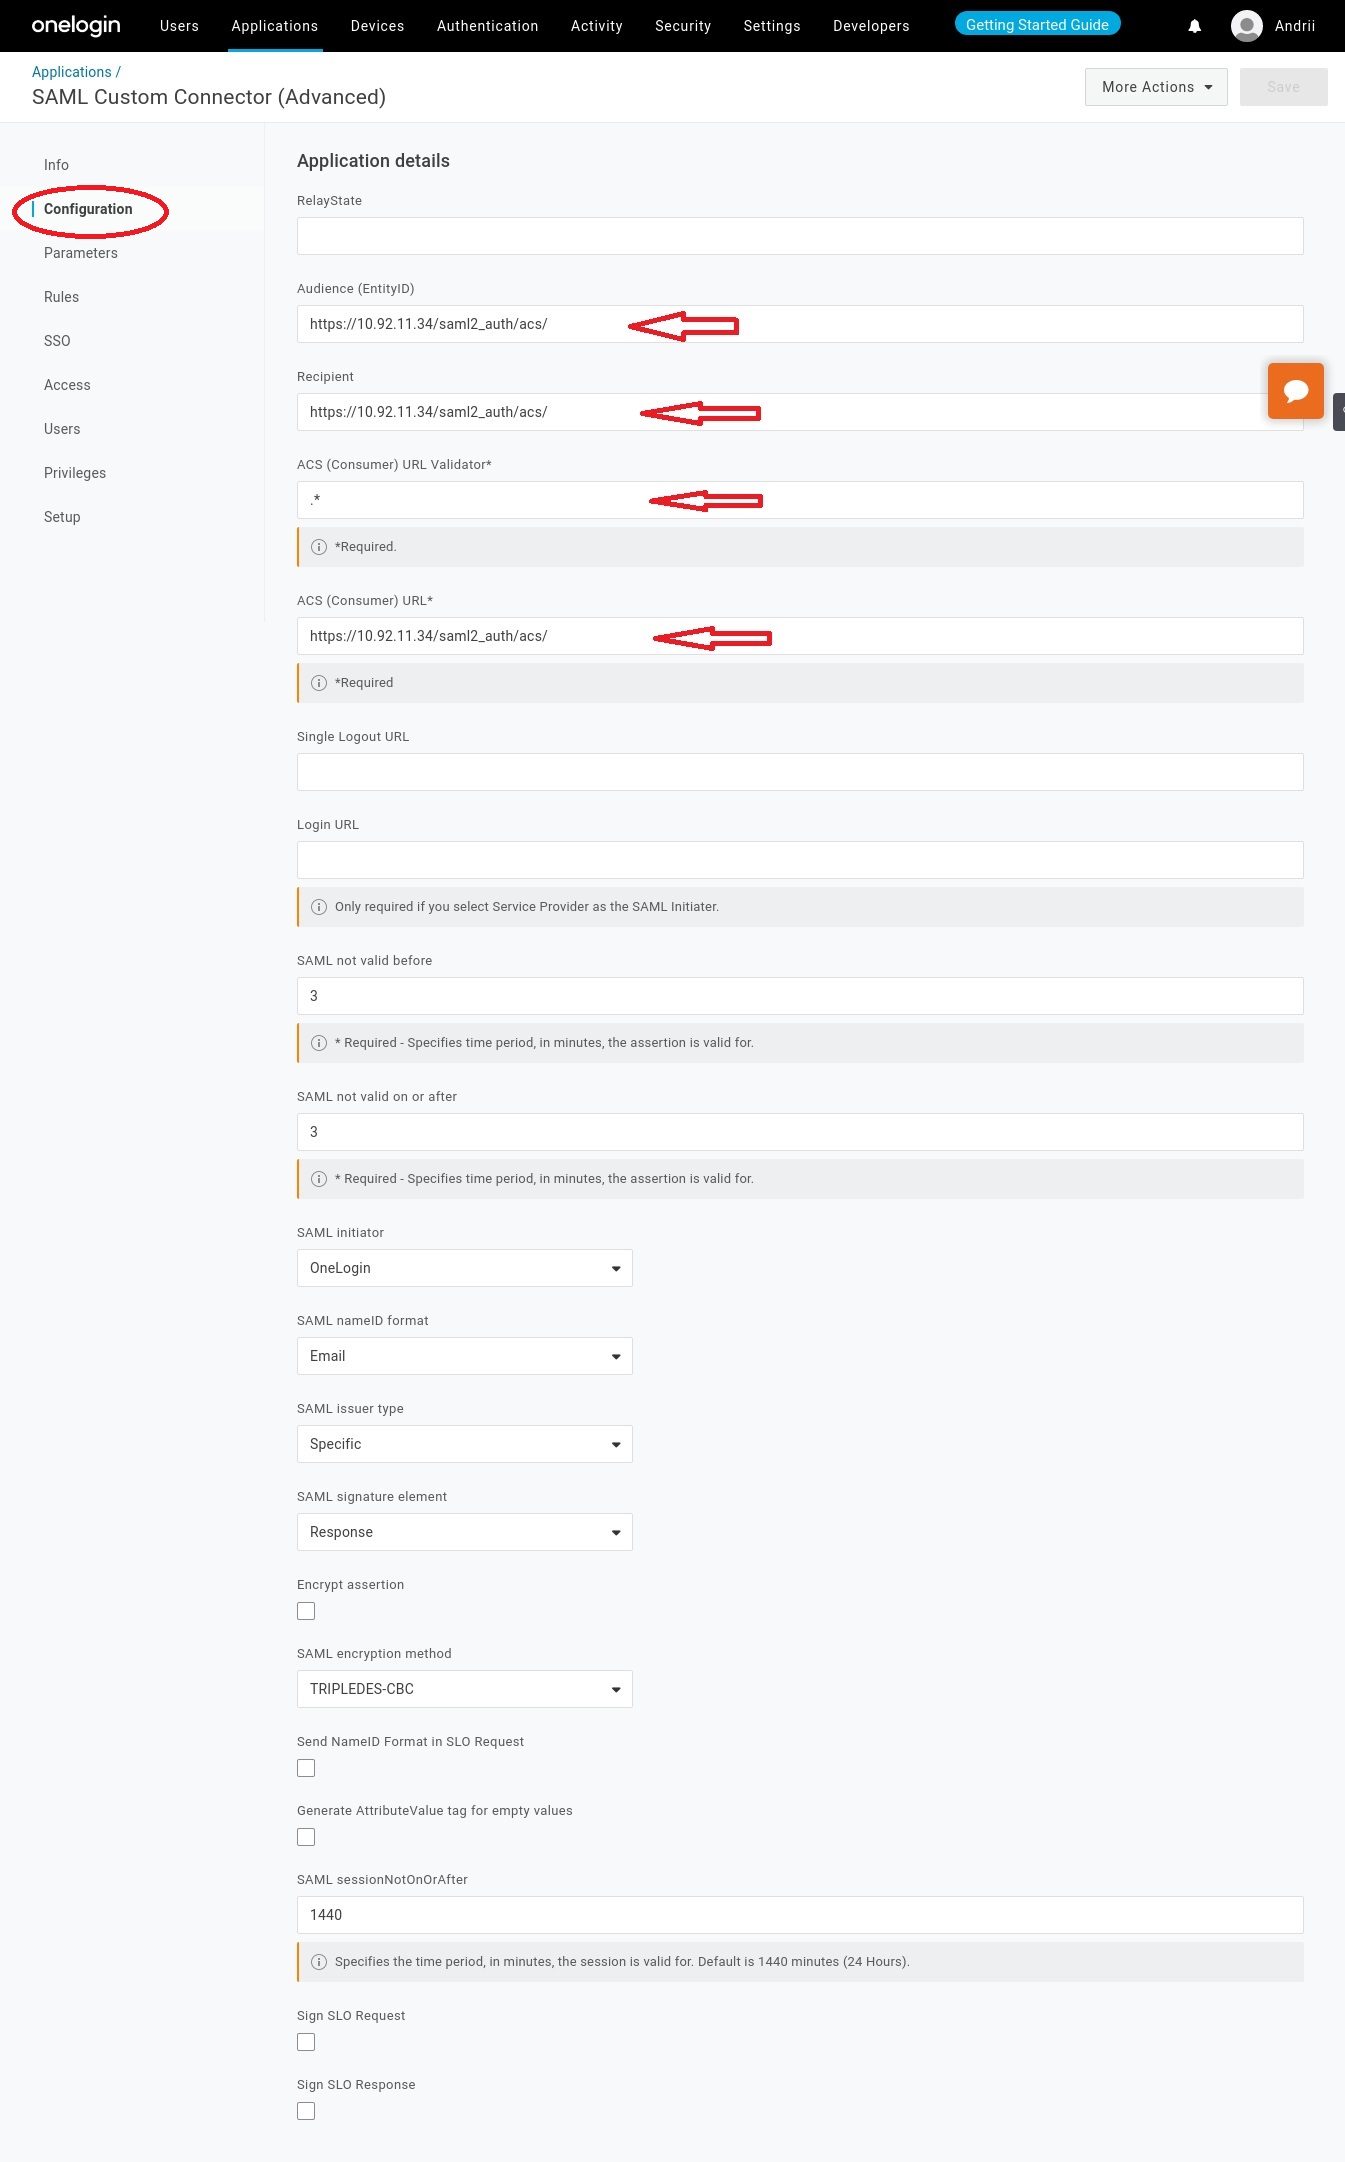 onelogin Users Applications Devices Authentication Activity Security Settings Developers Getting Started Guide Andrii
Applications /
SAML Custom Connector (Advanced)
More Actions
Save
Info
Configuration
Parameters
Rules
SSO
Access
Users
Privileges
Setup
Application details
RelayState
Audience (EntityID)
https://10.92.11.34/saml2_auth/acs/
Recipient
https://10.92.11.34/saml2_auth/acs/
ACS (Consumer) URL Validator*
.*
*Required.
ACS (Consumer) URL*
https://10.92.11.34/saml2_auth/acs/
*Required
Single Logout URL
Login URL
Only required if you select Service Provider as the SAML Initiater.
SAML not valid before
3
* Required - Specifies time period, in minutes, the assertion is valid for.
SAML not valid on or after
3
* Required - Specifies time period, in minutes, the assertion is valid for.
SAML initiator
OneLogin
SAML nameID format
Email
SAML issuer type
Specific
SAML signature element
Response
Encrypt assertion
SAML encryption method
TRIPLEDES-CBC
Send NameID Format in SLO Request
Generate AttributeValue tag for empty values
SAML sessionNotOnOrAfter
1440
Specifies the time period, in minutes, the session is valid for. Default is 1440 minutes (24 Hours).
Sign SLO Request
Sign SLO Response